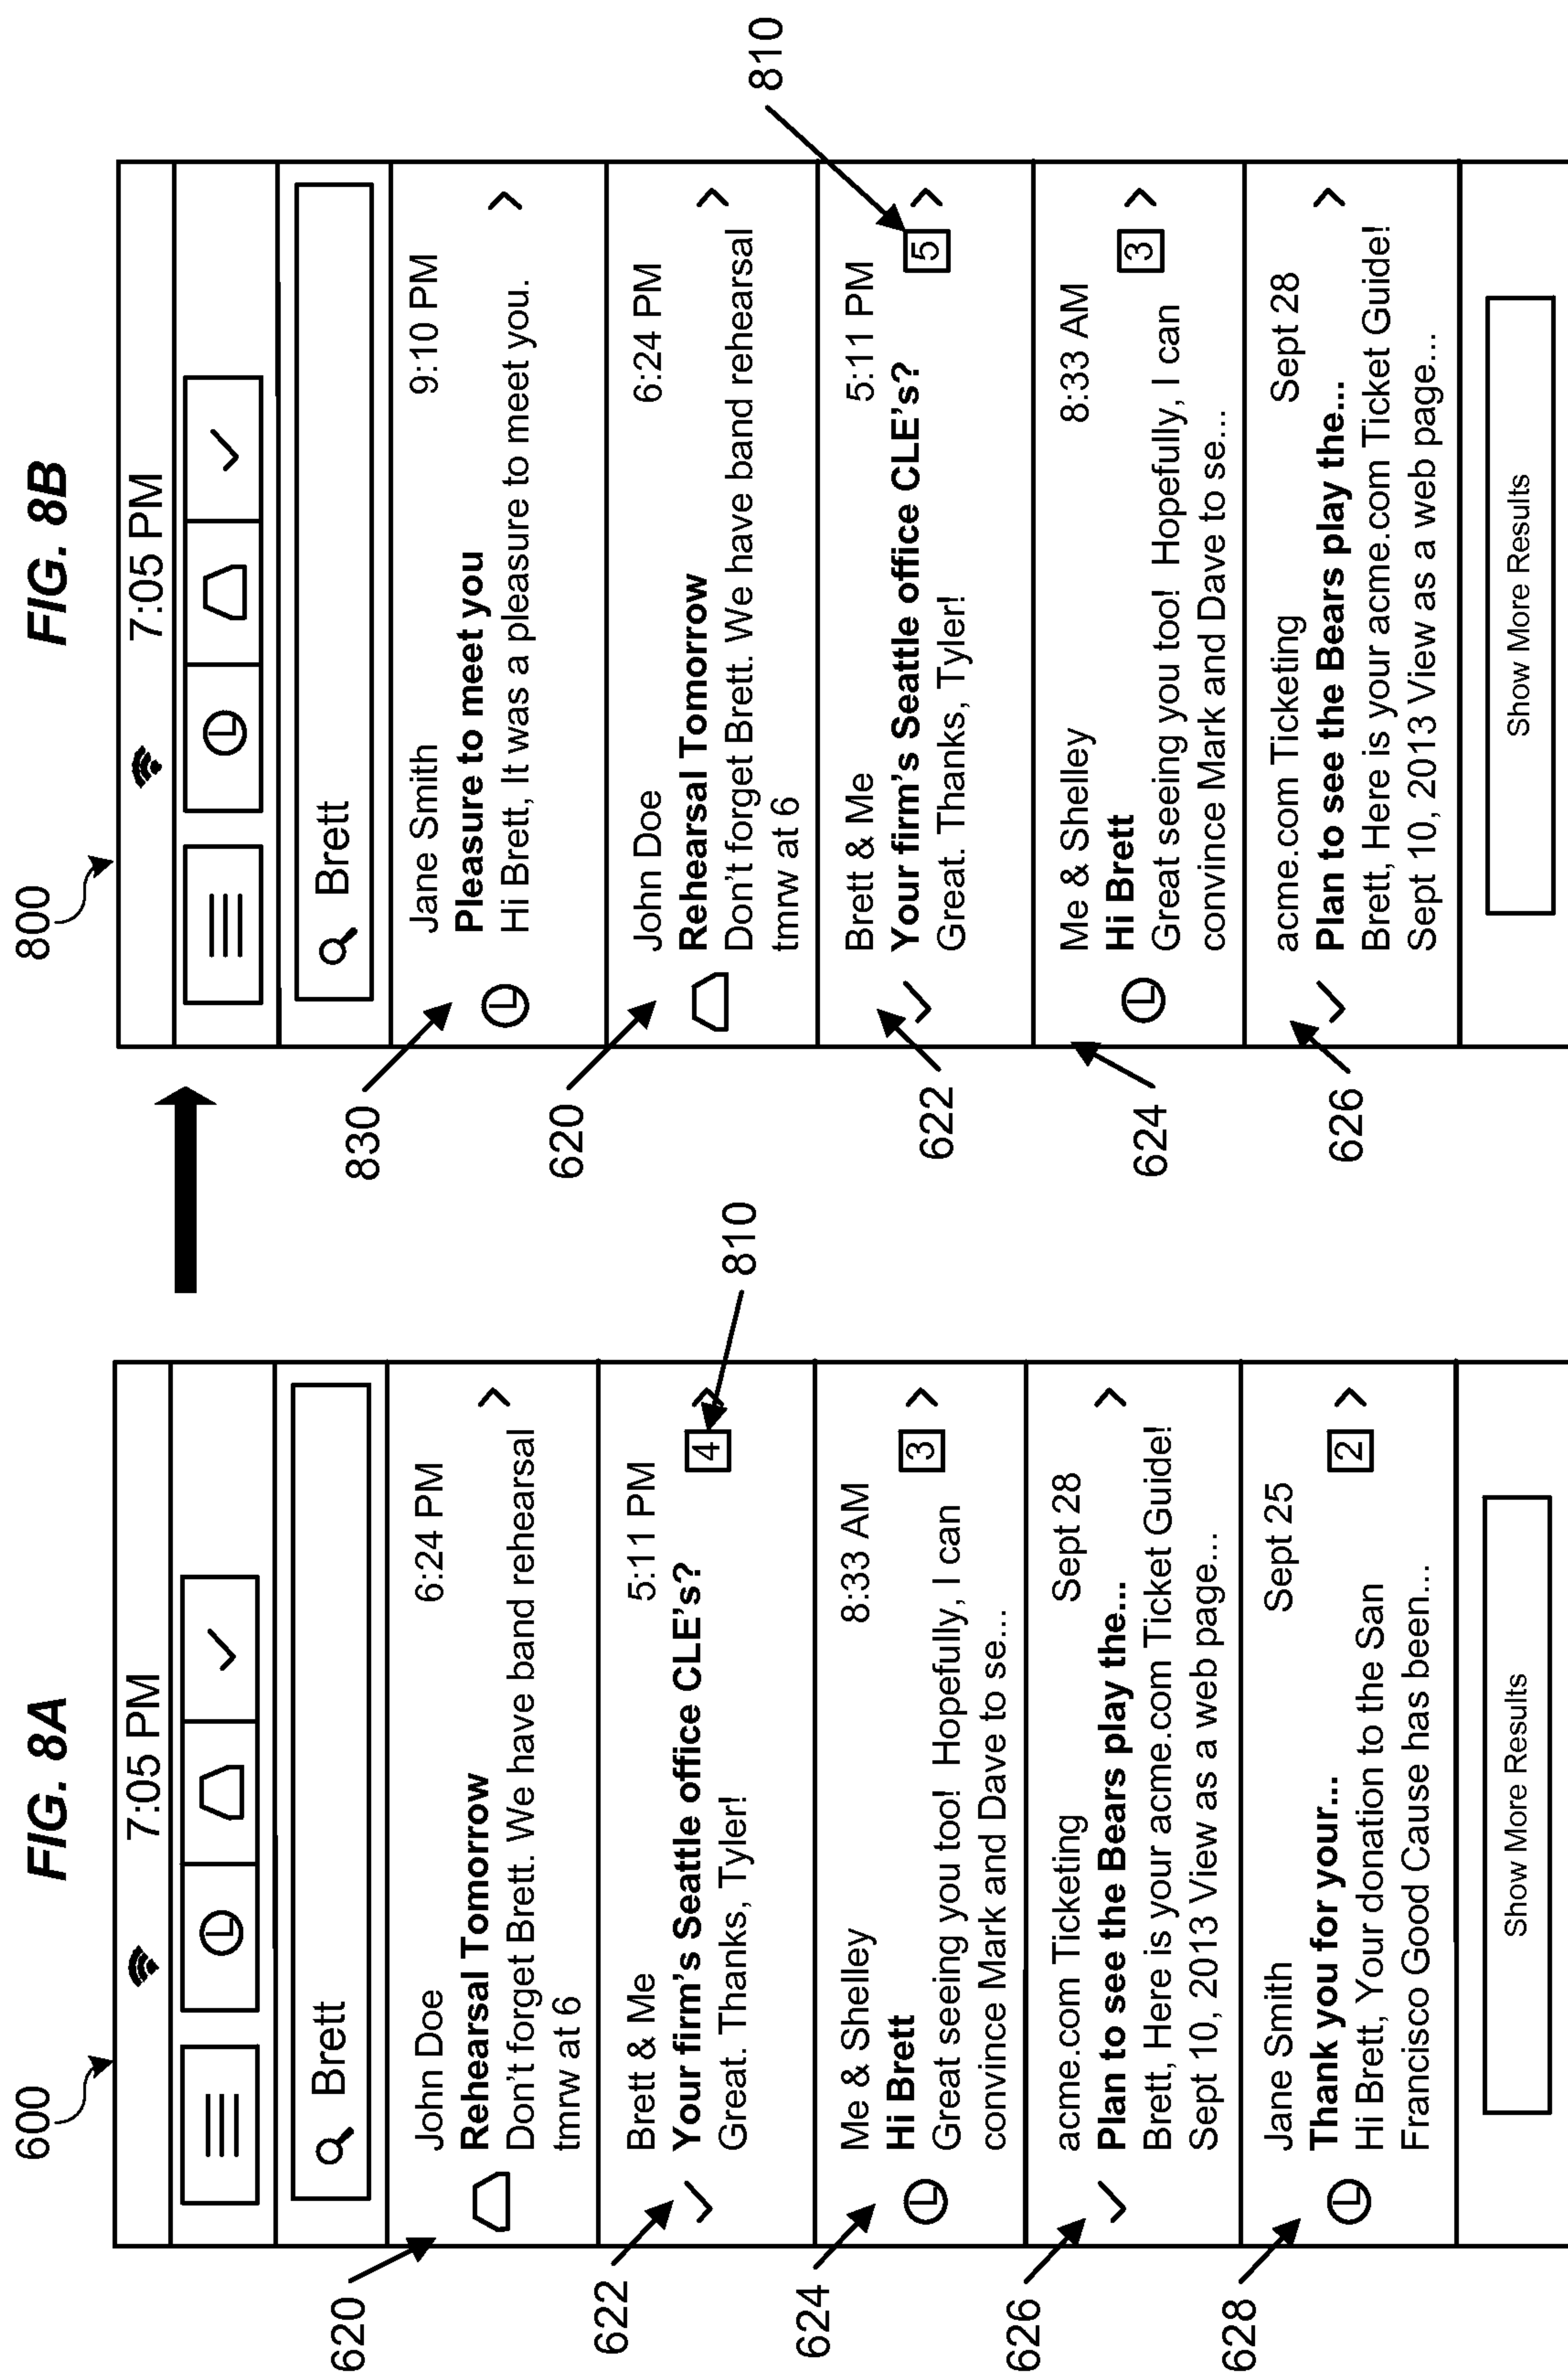 FIG. 8A
600
7:05 PM
Brett
620
John Doe 6:24 PM
Rehearsal Tomorrow
Don't forget Brett. We have band rehearsal
tmrw at 6
622
Brett & Me 5:11 PM
Your firm's Seattle office CLE's?
4
Great. Thanks, Tyler!
810
624
Me & Shelley 8:33 AM
Hi Brett
3
Great seeing you too! Hopefully, I can
convince Mark and Dave to se...
626
acme.com Ticketing Sept 28
Plan to see the Bears play the...
Brett, Here is your acme.com Ticket Guide!
Sept 10, 2013 View as a web page...
628
Jane Smith Sept 25
Thank you for your...
2
Hi Brett, Your donation to the San
Francisco Good Cause has been...
Show More Results
FIG. 8B
800
7:05 PM
Brett
830
Jane Smith 9:10 PM
Pleasure to meet you
Hi Brett, It was a pleasure to meet you.
620
John Doe 6:24 PM
Rehearsal Tomorrow
Don't forget Brett. We have band rehearsal
tmrw at 6
810
622
Brett & Me 5:11 PM
Your firm's Seattle office CLE's?
5
Great. Thanks, Tyler!
624
Me & Shelley 8:33 AM
Hi Brett
3
Great seeing you too! Hopefully, I can
convince Mark and Dave to se...
626
acme.com Ticketing Sept 28
Plan to see the Bears play the...
Brett, Here is your acme.com Ticket Guide!
Sept 10, 2013 View as a web page...
Show More Results